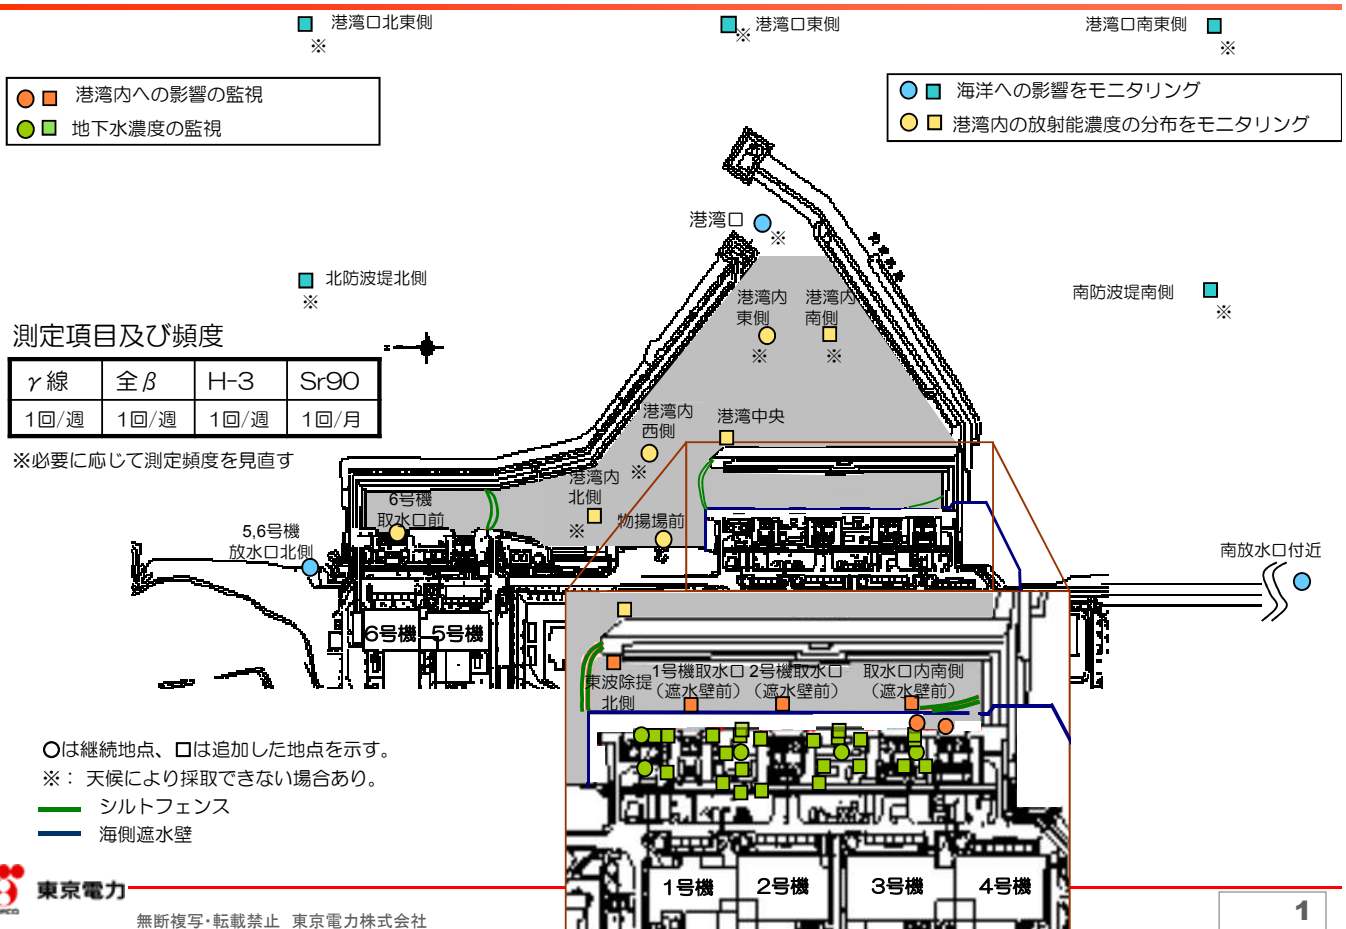 港湾口北東側
※
港湾口東側
※
港湾口南東側
※
港湾内への影響の監視
地下水濃度の監視
海洋への影響をモニタリング
港湾内の放射能濃度の分布をモニタリング
港湾口
※
北防波堤北側
※
南防波堤南側
※
港湾内
東側
※
港湾内
南側
※
測定項目及び頻度
γ線 全β H-3 Sr90
1回/週 1回/週 1回/週 1回/月
※必要に応じて測定頻度を見直す
港湾内
西側
※
港湾中央
港湾内
北側
※
物揚場前
6号機
取水口前
5,6号機
放水口北側
南放水口付近
6号機
5号機
東波除堤
北側
1号機取水口
(遮水壁前)
2号機取水口
(遮水壁前)
取水口内南側
(遮水壁前)
○は継続地点、□は追加した地点を示す。
※： 天候により採取できない場合あり。
シルトフェンス
海側遮水壁
1号機
2号機
3号機
4号機
東京電力
無断複写・転載禁止 東京電力株式会社
1